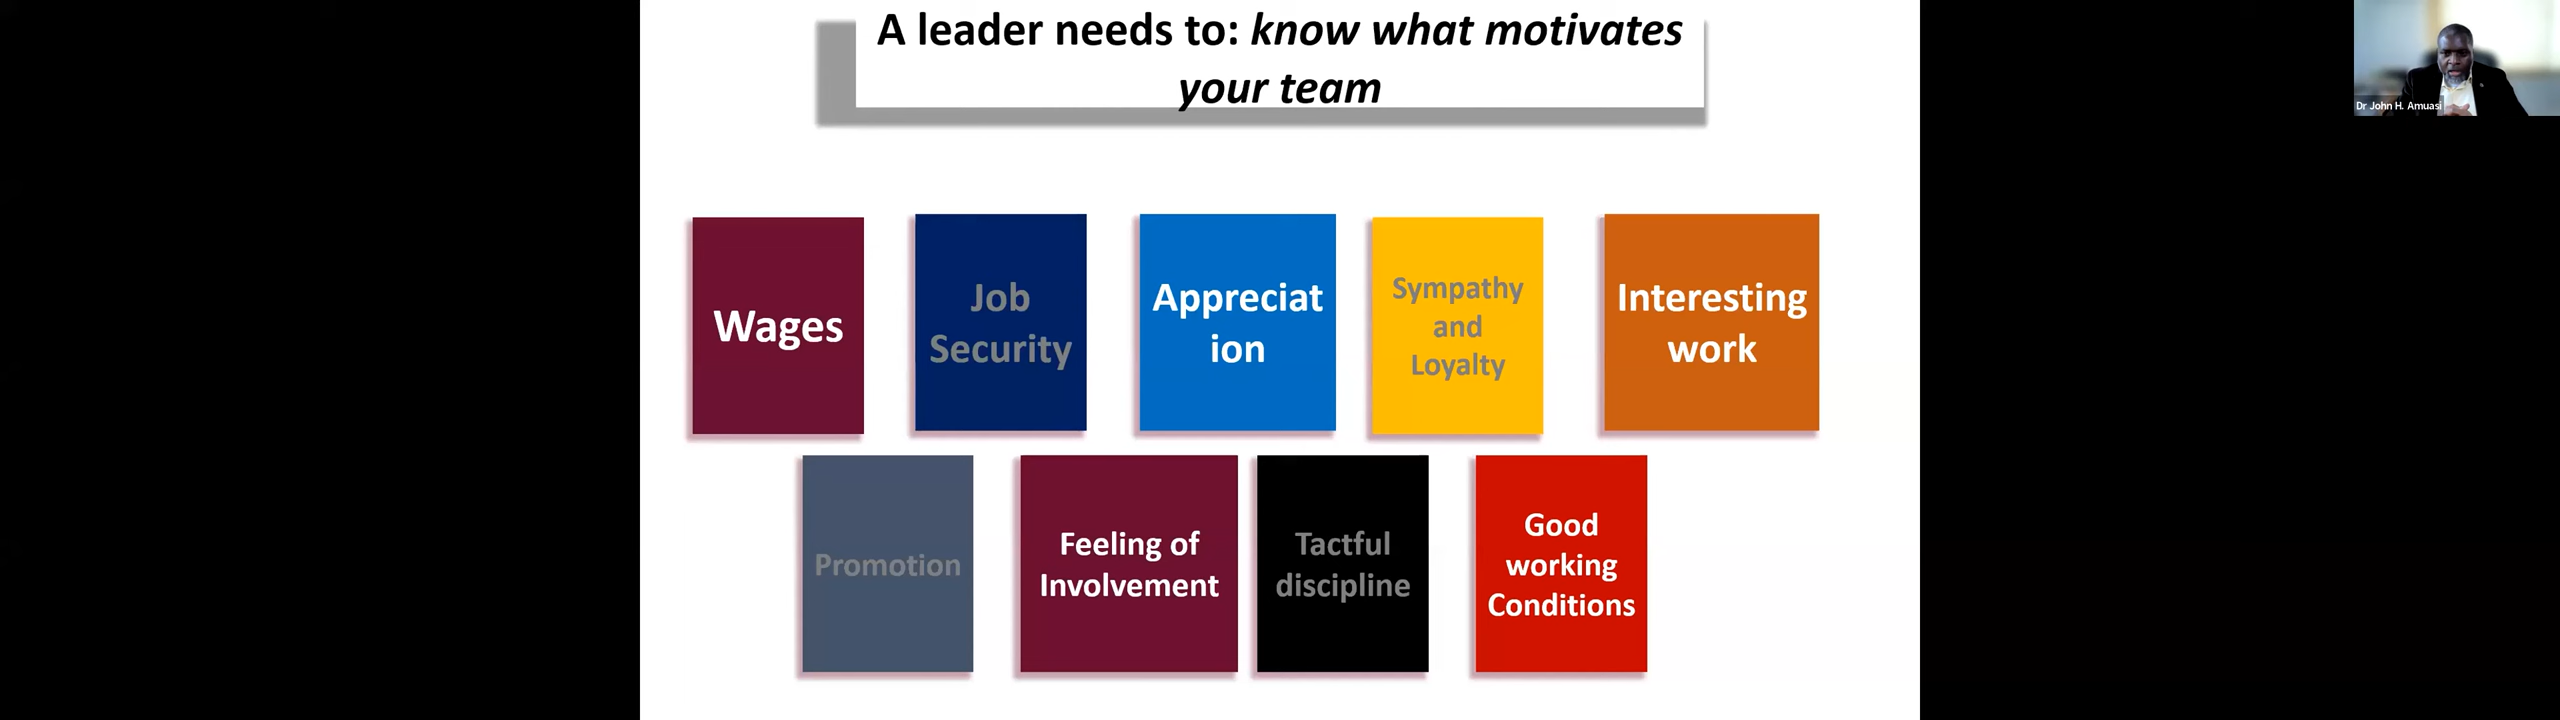 A leader needs to: know what motivates
your team
Dr John H. Amuasi
Wages
Job
Security
Appreciat
ion
Sympathy
and
Loyalty
Interesting
work
Promotion
Feeling of
Involvement
Tactful
discipline
Good
working
Conditions